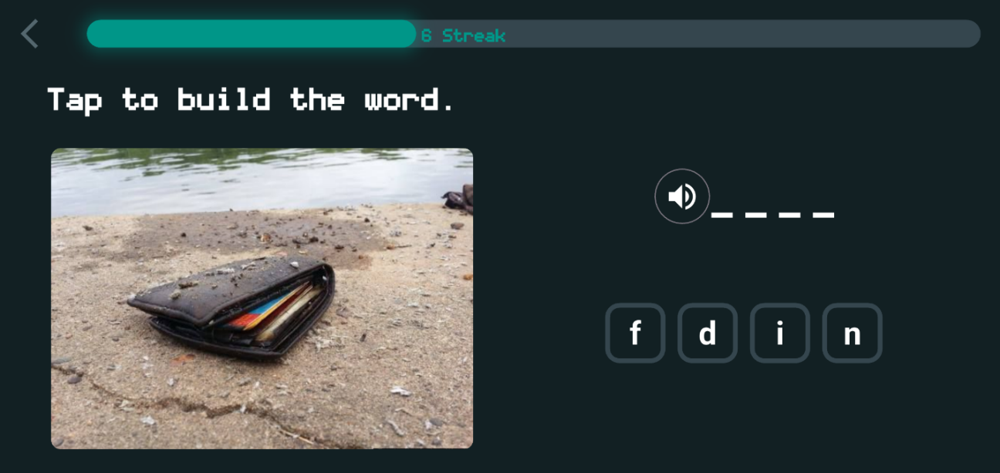 6 Streak
Tap to build the word.
_ _ _ _
f d i n